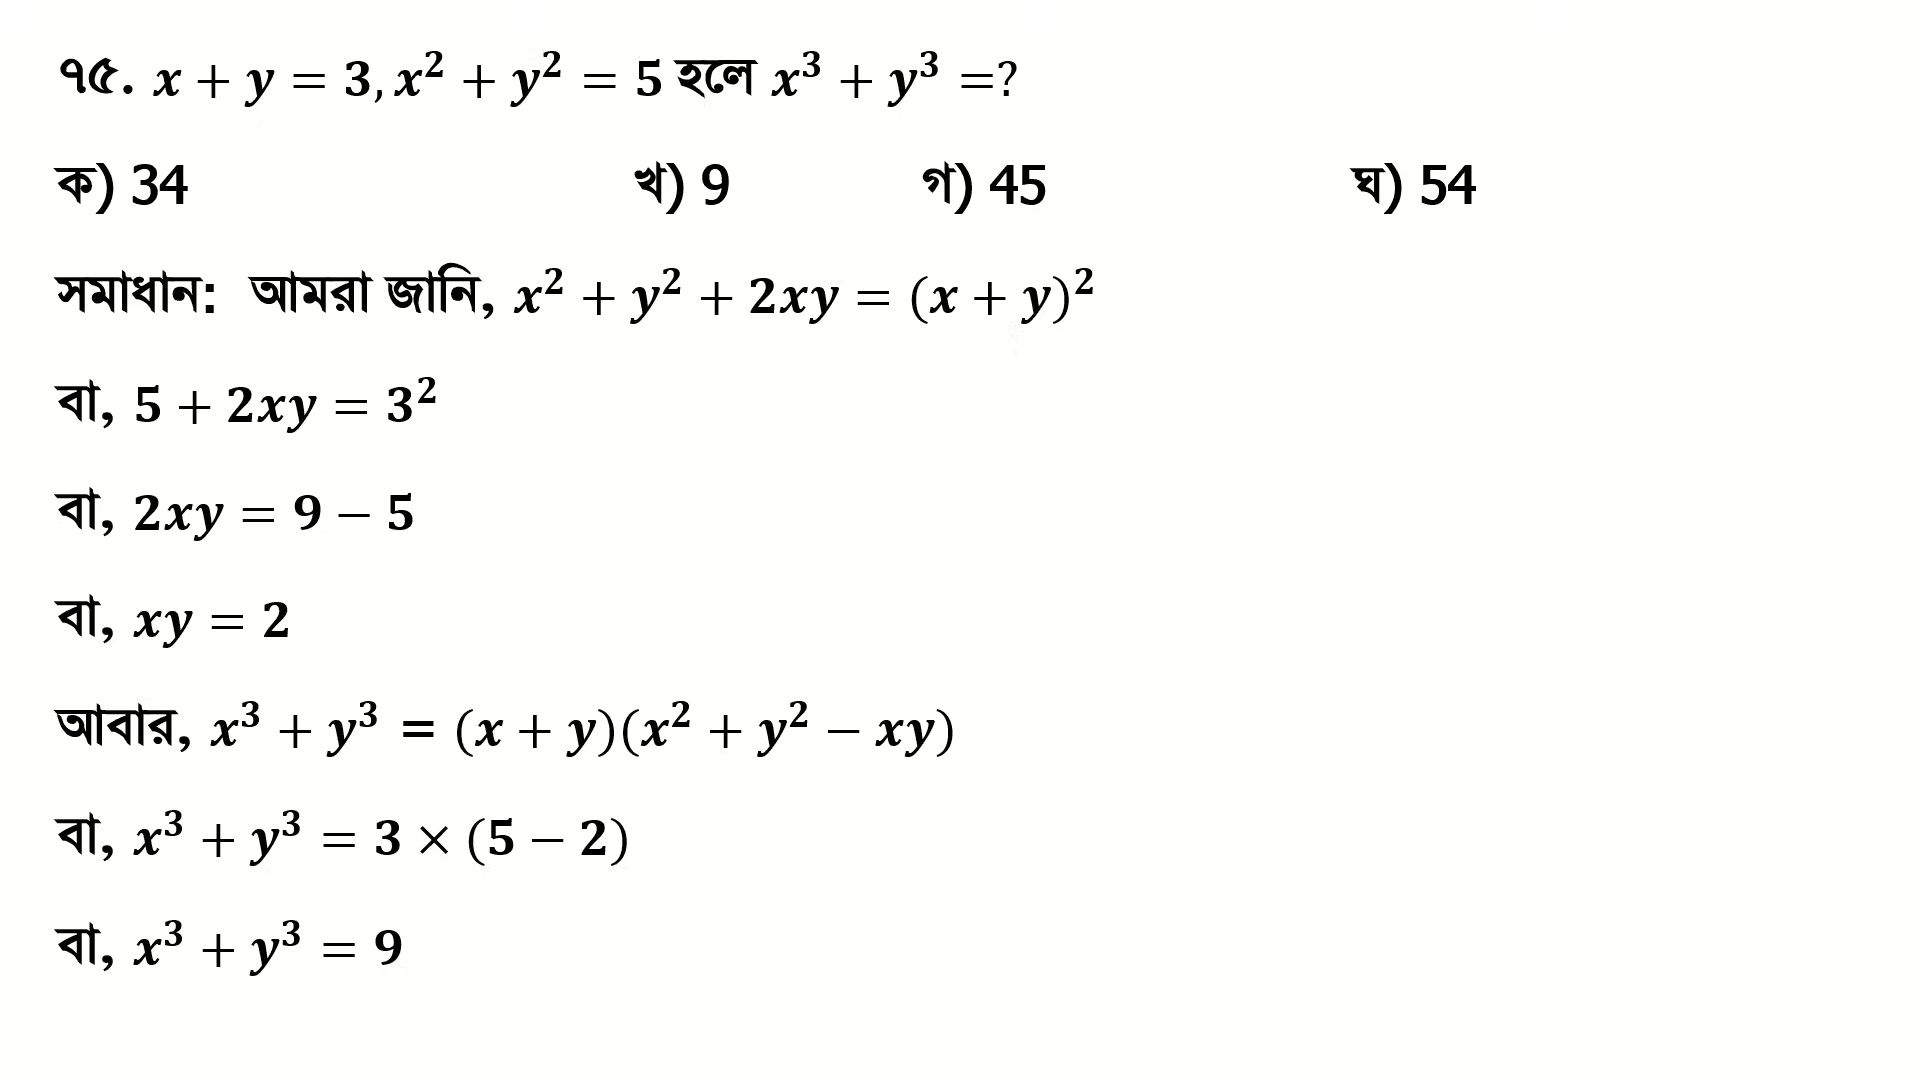 ৭৫. x + y = 3, x² + y² = 5 হলে x³ + y³ =?
ক) 34 খ) 9 গ) 45 ঘ) 54
সমাধান: আমরা জানি, x² + y² + 2xy = (x + y)²
বা, 5 + 2xy = 3²
বা, 2xy = 9 − 5
বা, xy = 2
আবার, x³ + y³ = (x + y)(x² + y² − xy)
বা, x³ + y³ = 3 × (5 − 2)
বা, x³ + y³ = 9